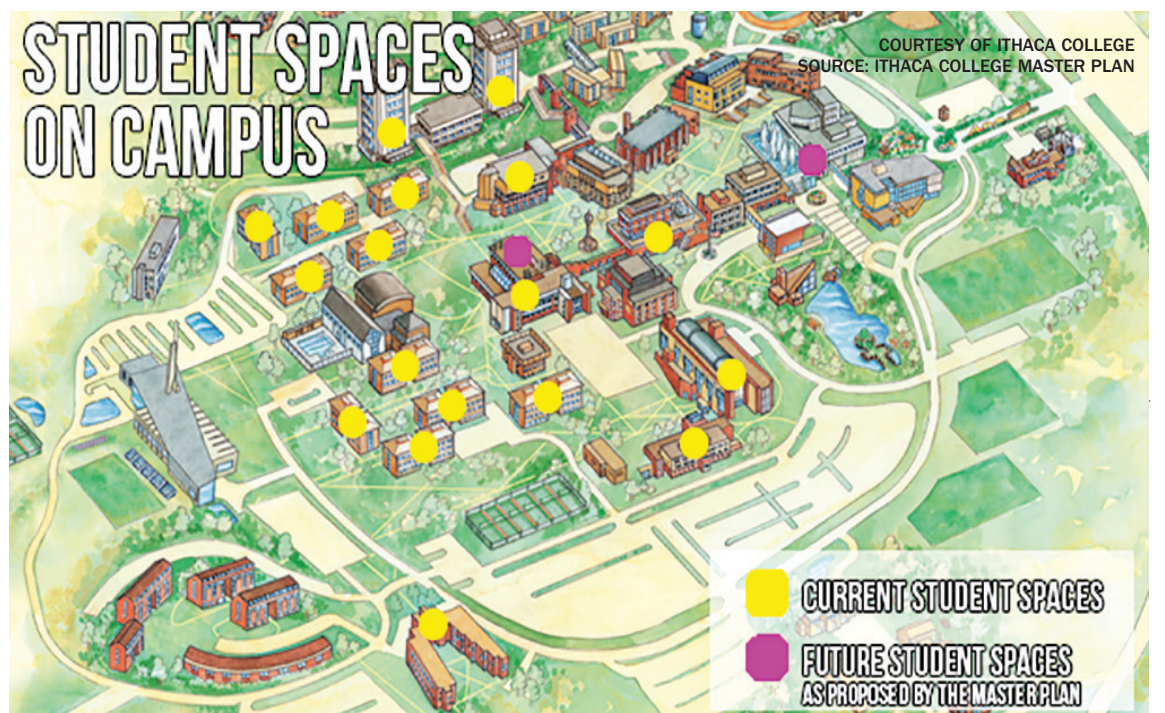 STUDENT SPACES
ON CAMPUS
COURTESY OF ITHACA COLLEGE
SOURCE: ITHACA COLLEGE MASTER PLAN
CURRENT STUDENT SPACES
FUTURE STUDENT SPACES
AS PROPOSED BY THE MASTER PLAN